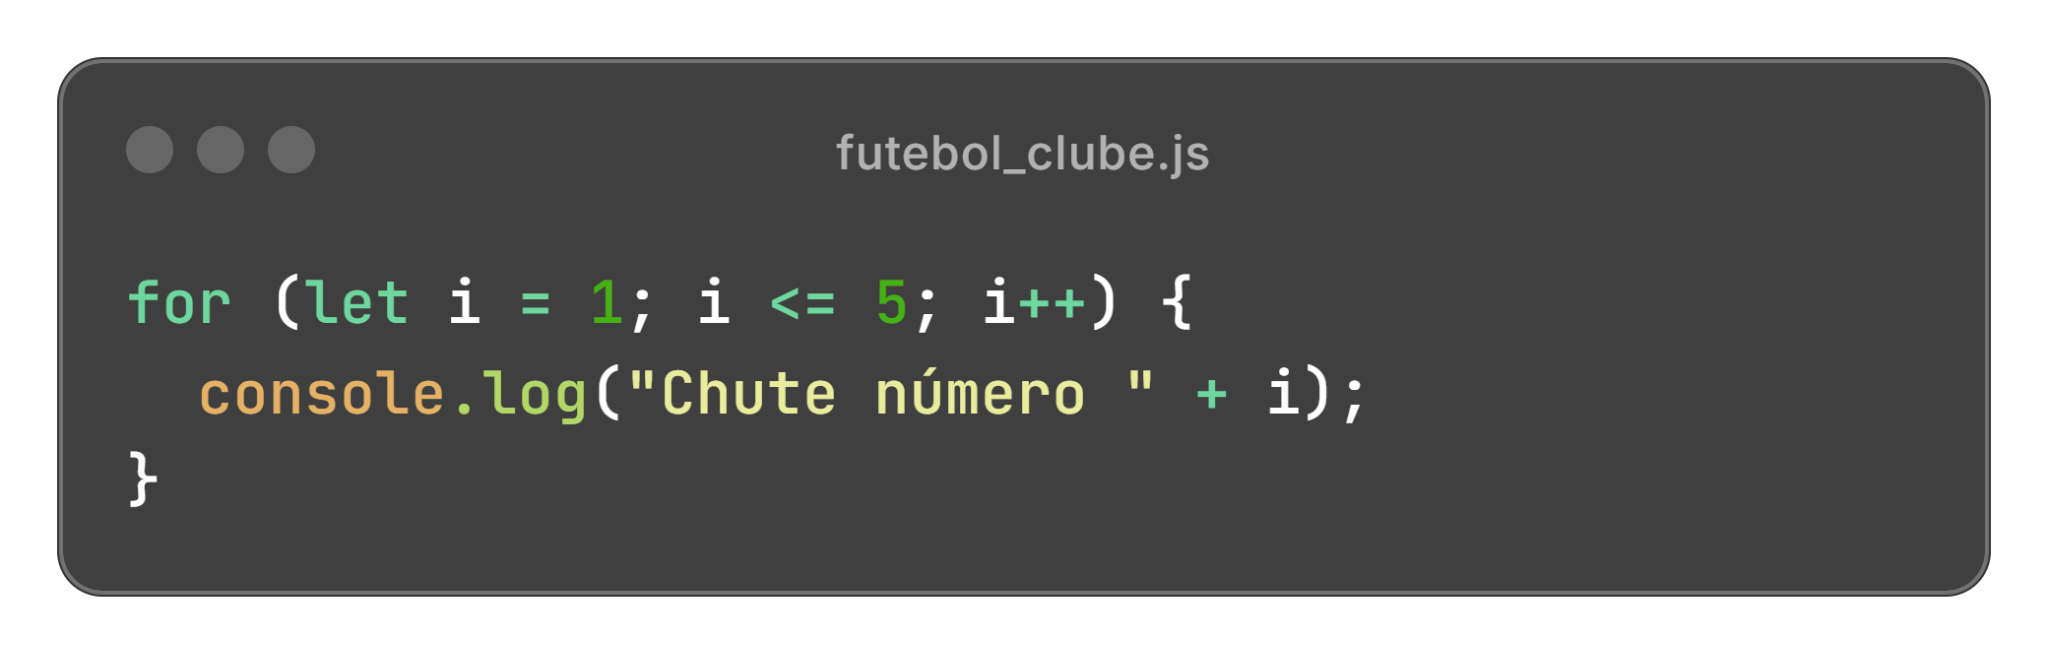 futebol_clube.js
for (let i = 1; i <= 5; i++) {
  console.log("Chute número " + i);
}